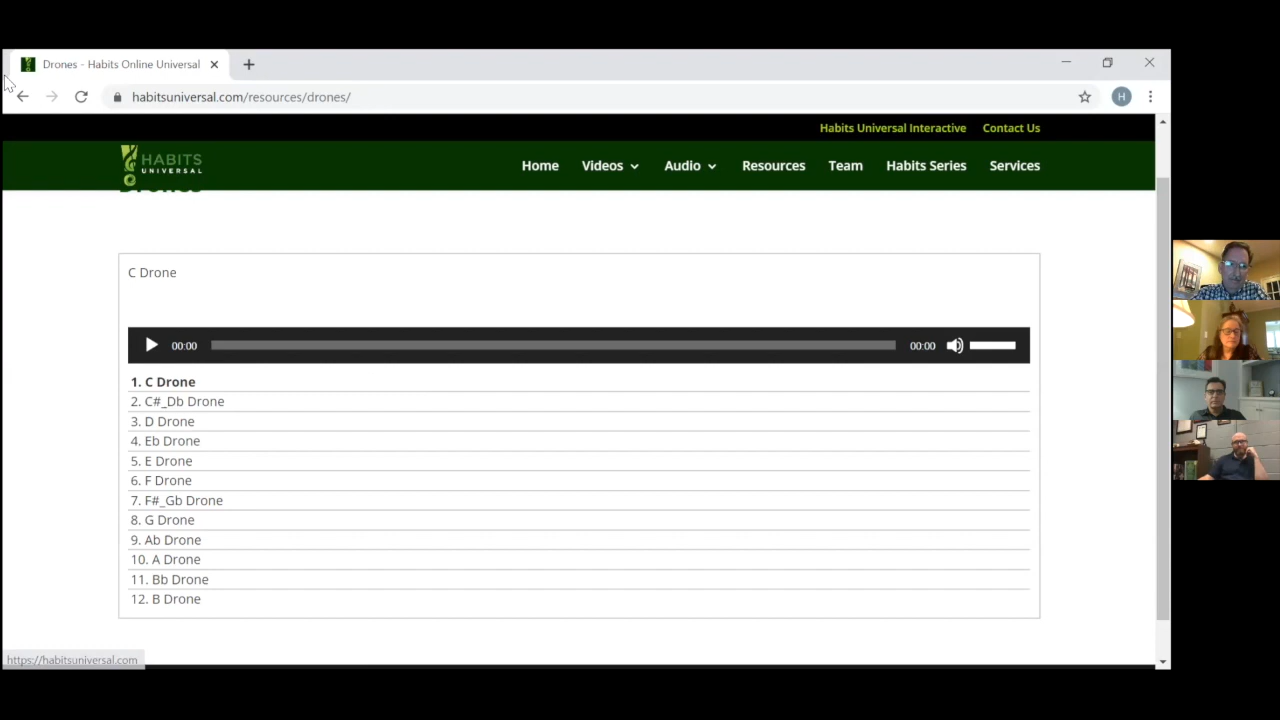 Drones - Habits Online Universal
habitsuniversal.com/resources/drones/
H
Habits Universal Interactive Contact Us
HABITS
UNIVERSAL
Home Videos Audio Resources Team Habits Series Services
Drones
C Drone
00:00 00:00
1. C Drone
2. C#_Db Drone
3. D Drone
4. Eb Drone
5. E Drone
6. F Drone
7. F#_Gb Drone
8. G Drone
9. Ab Drone
10. A Drone
11. Bb Drone
12. B Drone
https://habitsuniversal.com